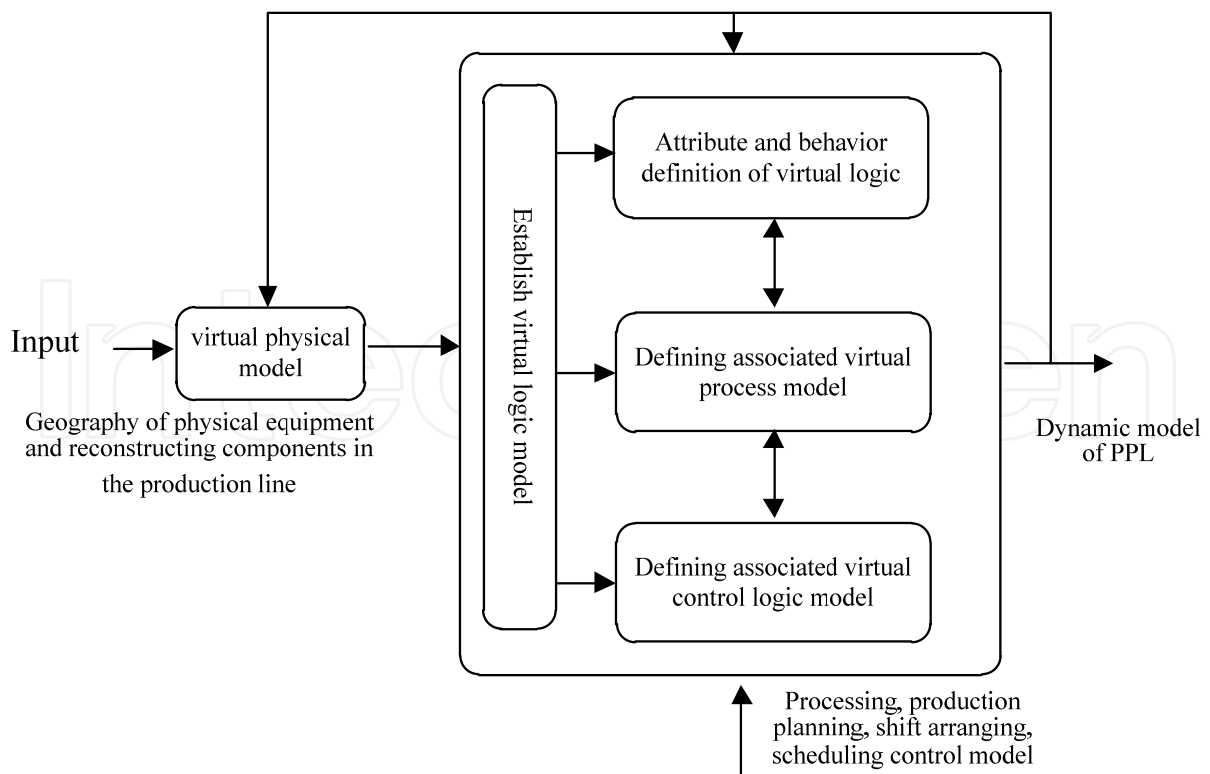 Attribute and behavior
definition of virtual logic
Establish virtual logic model
Input
virtual physical
model
Defining associated virtual
process model
Geography of physical equipment
and reconstructing components in
the production line
Dynamic model
of PPL
Defining associated virtual
control logic model
Processing, production
planning, shift arranging,
scheduling control model
IntechOpen